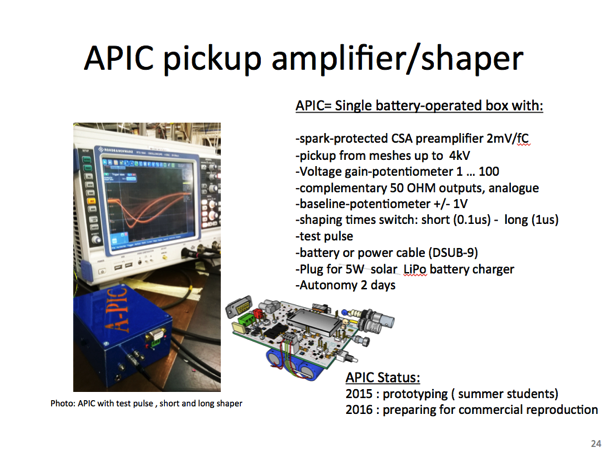 APIC pickup amplifier/shaper
APIC= Single battery-operated box with:
-spark-protected CSA preamplifier 2mV/fC
-pickup from meshes up to 4kV
-Voltage gain-potentiometer 1 ... 100
-complementary 50 OHM outputs, analogue
-baseline-potentiometer +/- 1V
-shaping times switch: short (0.1us) - long (1us)
-test pulse
-battery or power cable (DSUB-9)
-Plug for 5W solar LiPo battery charger
-Autonomy 2 days
A-PIC
APIC Status:
2015 : prototyping ( summer students)
2016 : preparing for commercial reproduction
Photo: APIC with test pulse , short and long shaper
24